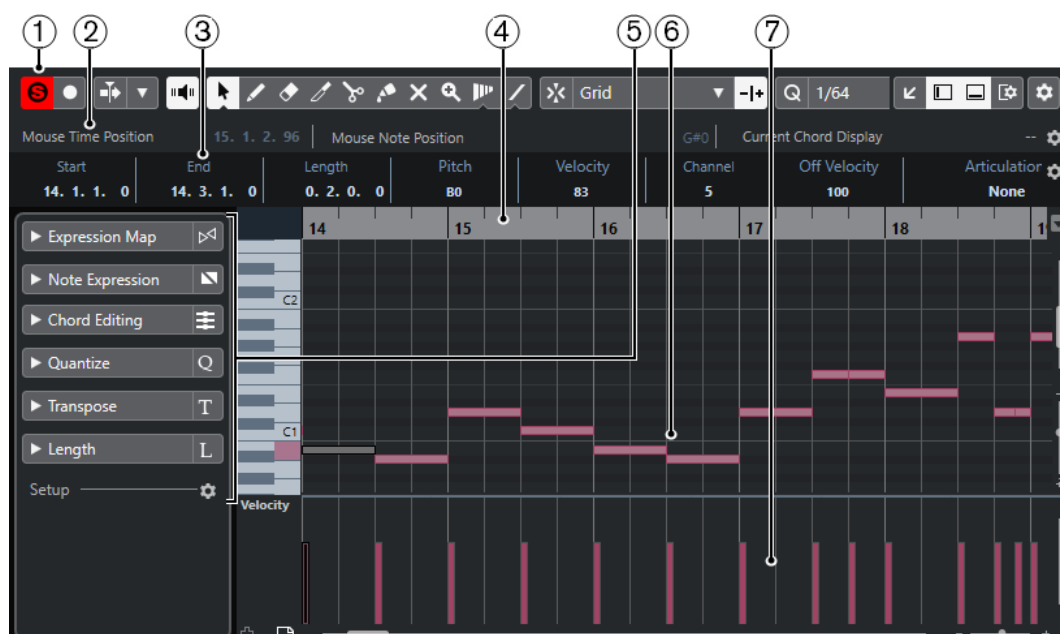 1 2 3 4 5 6 7
S Grid Q 1/64
Mouse Time Position 15. 1. 2. 96 Mouse Note Position G#0 Current Chord Display --
Start End Length Pitch Velocity Channel Off Velocity Articulation
14. 1. 1. 0 14. 3. 1. 0 0. 2. 0. 0 B0 83 5 100 None
14 15 16 17 18
Expression Map
Note Expression
C2
Chord Editing
Quantize Q
Transpose T
C1
Length L
Setup
Velocity